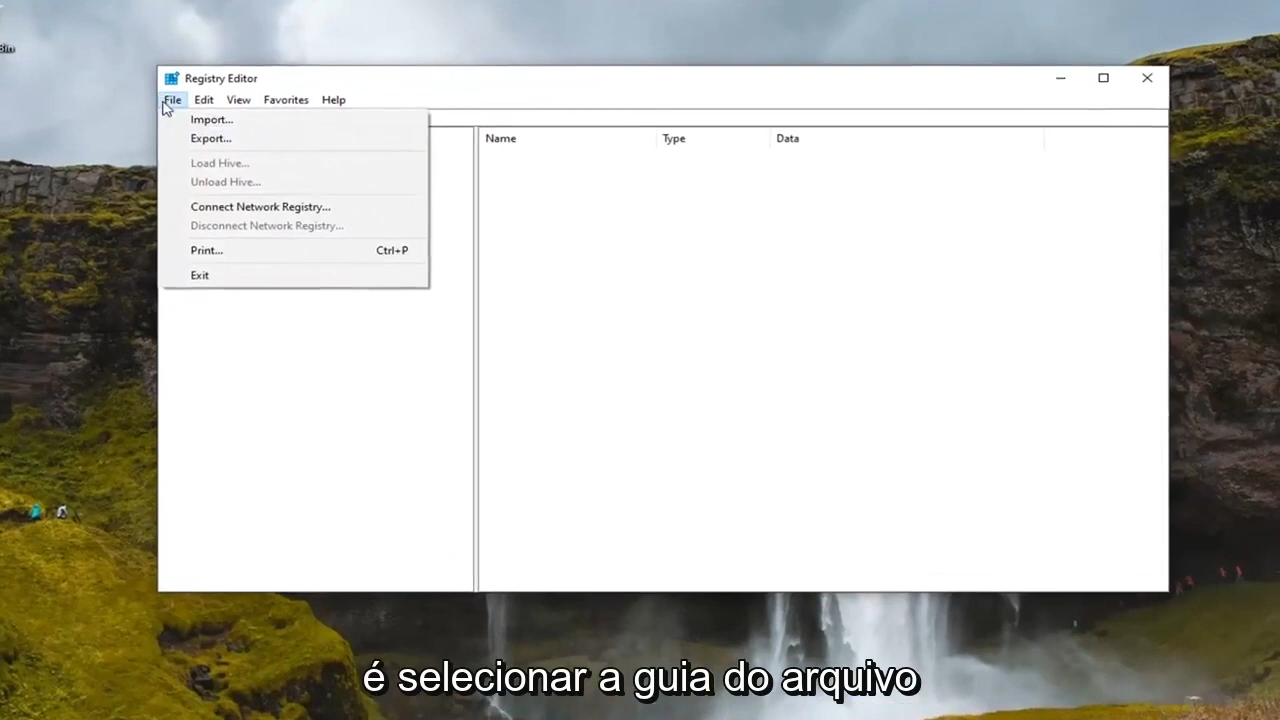 Bin
Registry Editor
File Edit View Favorites Help
Import...
Export...
Name Type Data
Load Hive...
Unload Hive...
Connect Network Registry...
Disconnect Network Registry...
Print... Ctrl+P
Exit
é selecionar a guia do arquivo